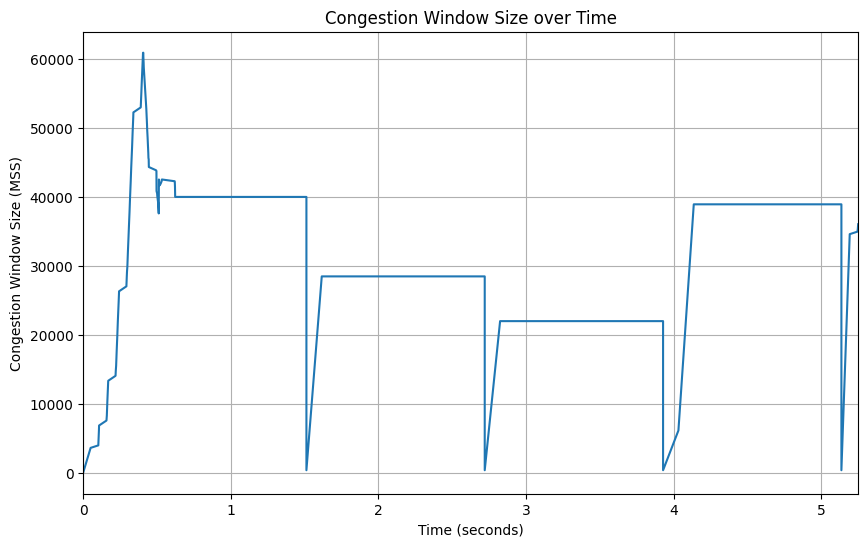 Congestion Window Size over Time
Congestion Window Size (MSS)
60000
50000
40000
30000
20000
10000
0
0 1 2 3 4 5
Time (seconds)